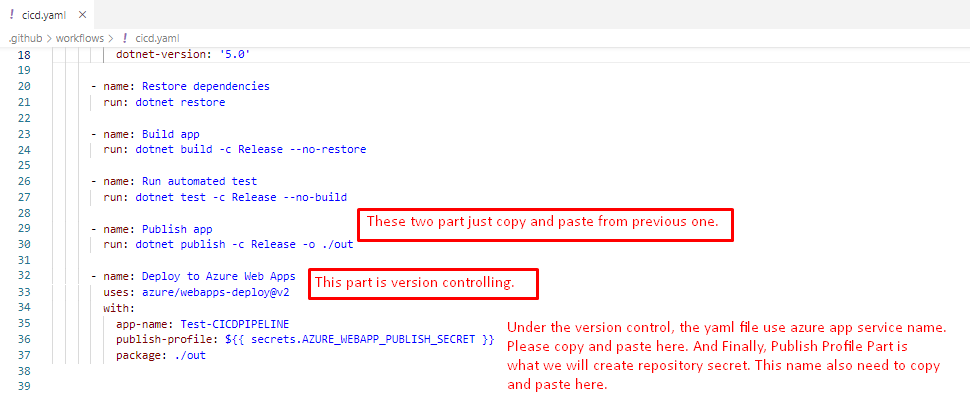 ! cicd.yaml ×
.github > workflows > ! cicd.yaml
18 dotnet-version: '5.0'
19
20 - name: Restore dependencies
21 run: dotnet restore
22
23 - name: Build app
24 run: dotnet build -c Release --no-restore
25
26 - name: Run automated test
27 run: dotnet test -c Release --no-build
28
These two part just copy and paste from previous one.
29 - name: Publish app
30 run: dotnet publish -c Release -o ./out
31
32 - name: Deploy to Azure Web Apps
This part is version controlling.
33 uses: azure/webapps-deploy@v2
34 with:
35 app-name: Test-CICDPIPELINE
36 publish-profile: ${{ secrets.AZURE_WEBAPP_PUBLISH_SECRET }}
37 package: ./out
38
39
Under the version control, the yaml file use azure app service name.
Please copy and paste here. And Finally, Publish Profile Part is
what we will create repository secret. This name also need to copy
and paste here.